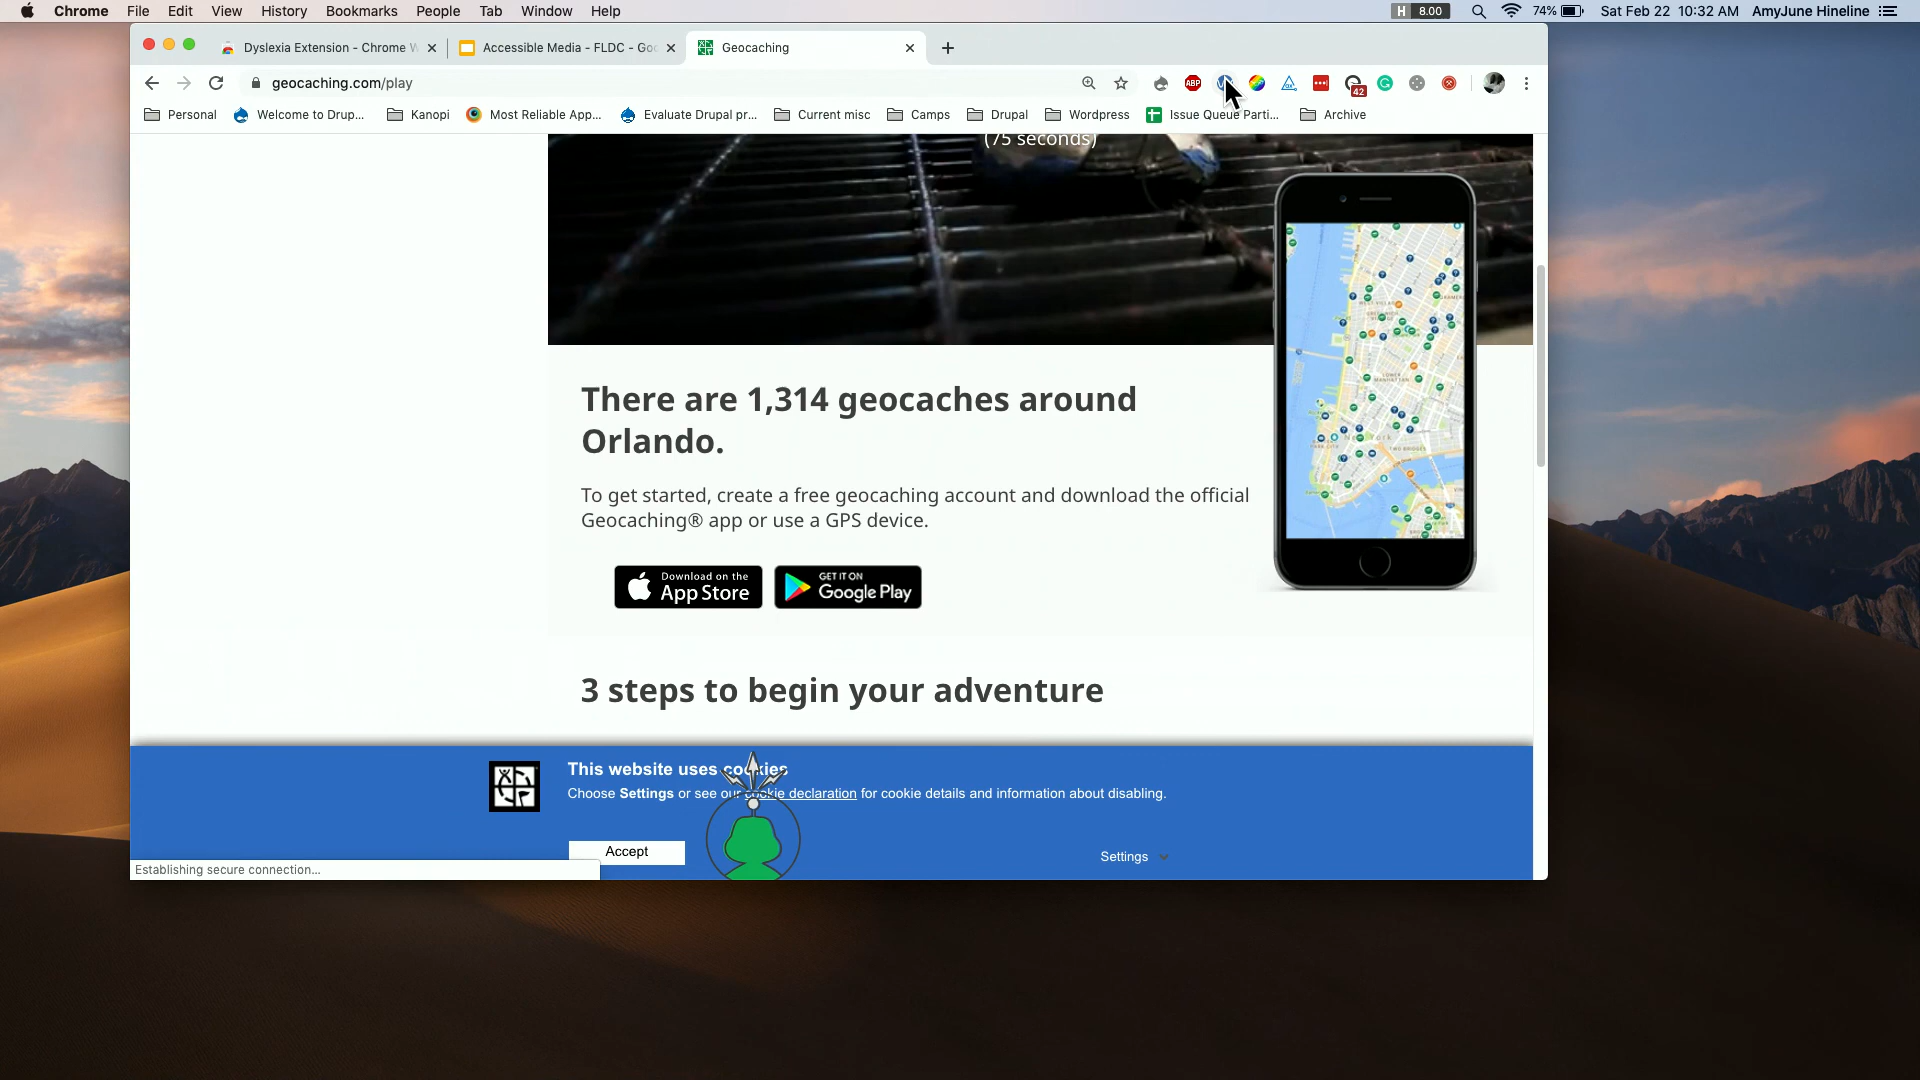 Chrome File Edit View History Bookmarks People Tab Window Help H 8.00 74% Sat Feb 22 10:32 AM AmyJune Hineline
Dyslexia Extension - Chrome Accessible Media - FLDC - Geocaching
geocaching.com/play ABP 42
Personal Welcome to Drup... Kanopi Most Reliable App... Evaluate Drupal pr... Current misc Camps Drupal Wordpress Issue Queue Parti... Archive
(75 seconds)
There are 1,314 geocaches around
Orlando.
To get started, create a free geocaching account and download the official
Geocaching® app or use a GPS device.
Download on the
App Store
GET IT ON
Google Play
3 steps to begin your adventure
This website uses cookies
Choose Settings or see our cookie declaration for cookie details and information about disabling.
Accept
Settings
Establishing secure connection...